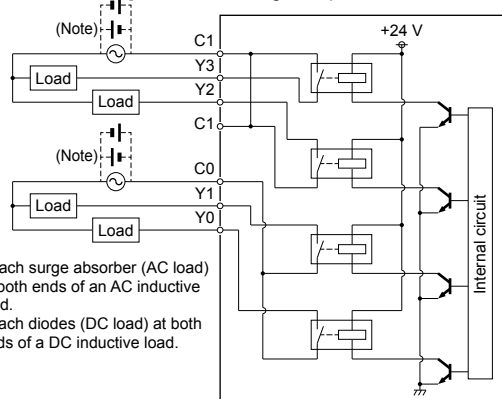 +24 V
(Note)
C1
Y3
Load
Y2
Load
C1
(Note)
C0
Y1
Load
Y0
Load
Internal circuit
ach surge absorber (AC load)
both ends of an AC inductive
d.
ach diodes (DC load) at both
ds of a DC inductive load.